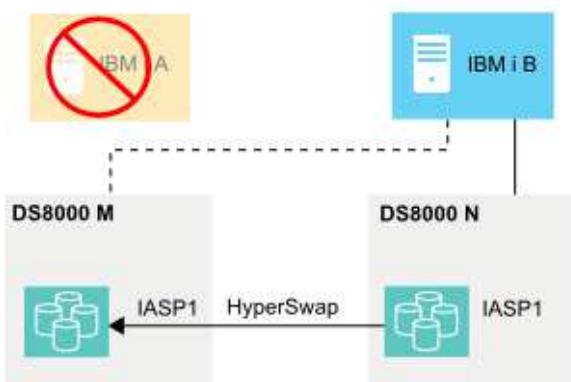 IBM i A
IBM i B
DS8000 M
DS8000 N
IASP1
HyperSwap
IASP1